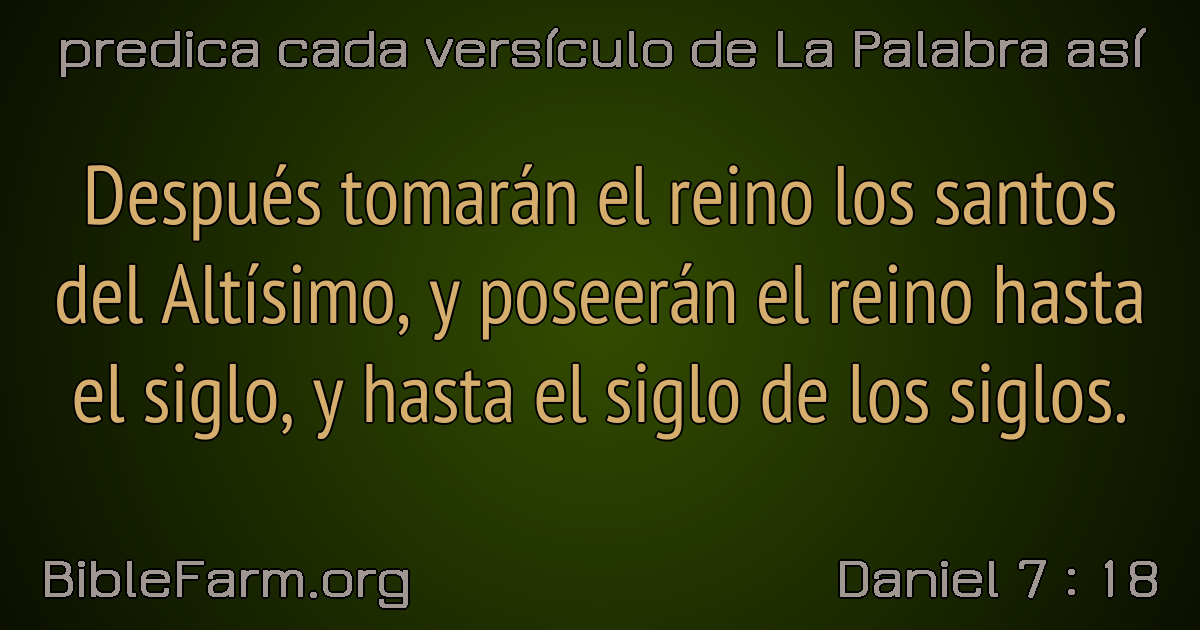 predica cada versículo de La Palabra así
Después tomarán el reino los santos
del Altísimo, y poseerán el reino hasta
el siglo, y hasta el siglo de los siglos.
BibleFarm.org
Daniel 7 : 18